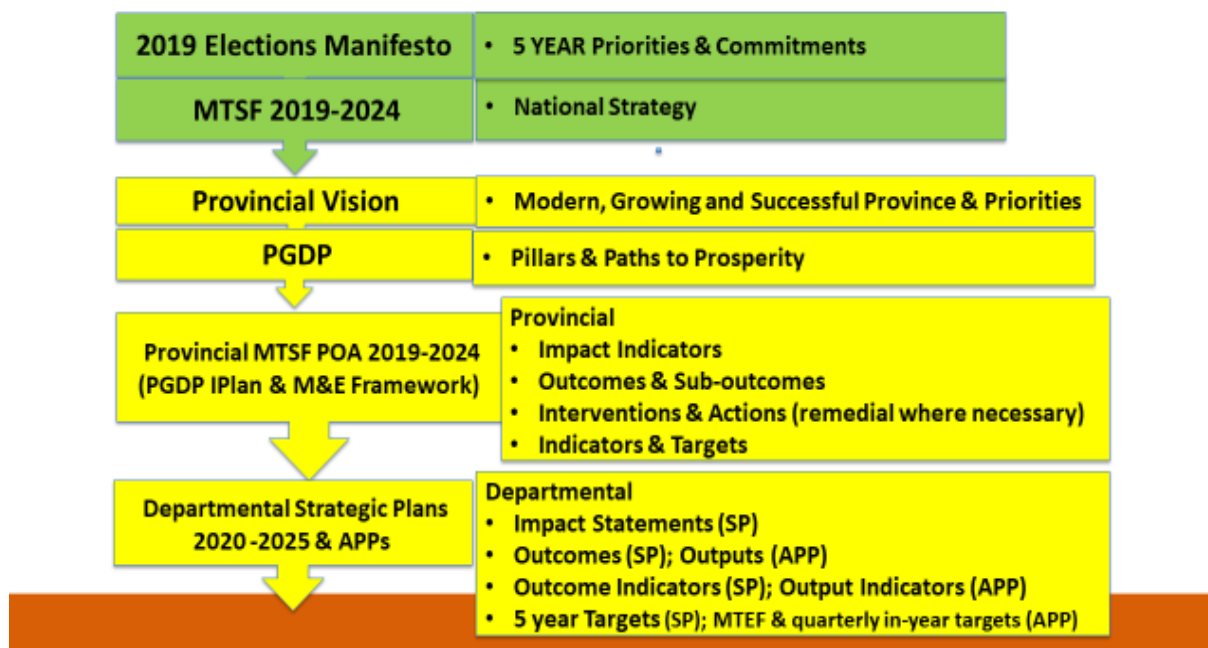 2019 Elections Manifesto
• 5 YEAR Priorities & Commitments
MTSF 2019-2024
• National Strategy
Provincial Vision
• Modern, Growing and Successful Province & Priorities
PGDP
• Pillars & Paths to Prosperity
Provincial MTSF POA 2019-2024
(PGDP IPlan & M&E Framework)
Provincial
• Impact Indicators
• Outcomes & Sub-outcomes
• Interventions & Actions (remedial where necessary)
• Indicators & Targets
Departmental Strategic Plans
2020 -2025 & APPs
Departmental
• Impact Statements (SP)
• Outcomes (SP); Outputs (APP)
• Outcome Indicators (SP); Output Indicators (APP)
• 5 year Targets (SP); MTEF & quarterly in-year targets (APP)